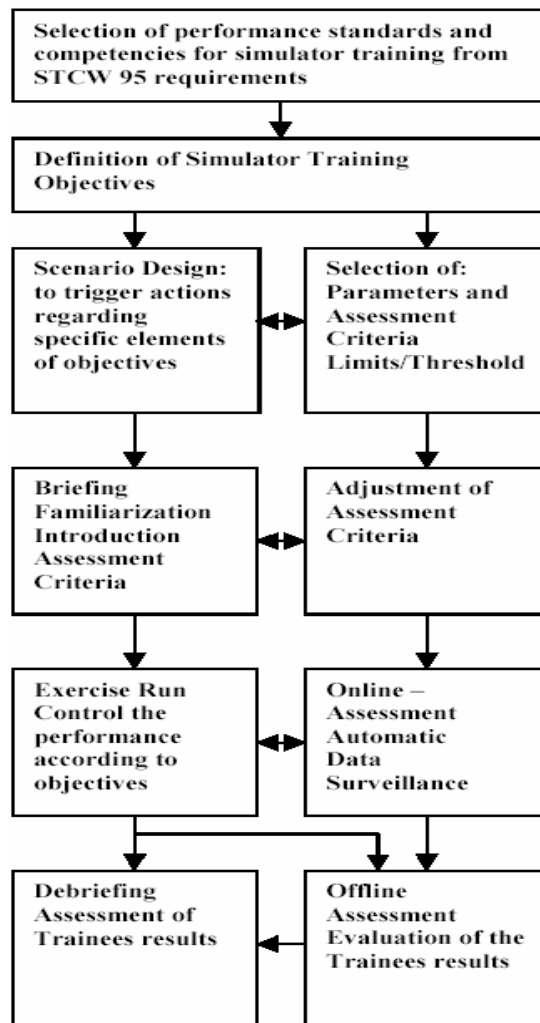 Selection of performance standards and
competencies for simulator training from
STCW 95 requirements
Definition of Simulator Training
Objectives
Scenario Design:
to trigger actions
regarding
specific elements
of objectives
Selection of:
Parameters and
Assessment
Criteria
Limits/Threshold
Briefing
Familiarization
Introduction
Assessment
Criteria
Adjustment of
Assessment
Criteria
Exercise Run
Control the
performance
according to
objectives
Online –
Assessment
Automatic
Data
Surveillance
Debriefing
Assessment of
Trainees results
Offline
Assessment
Evaluation of the
Trainees results